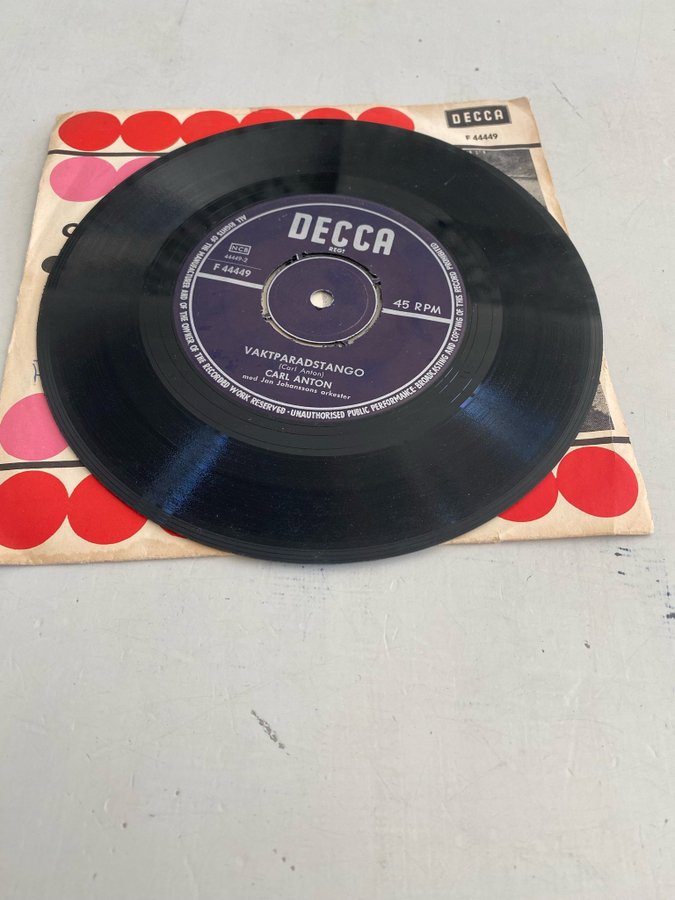 DECCA
F 44449
DECCA
REGT
NCB
44449-2
F 44449
45 RPM
VAKTPARADSTANGO
(Carl Anton)
CARL ANTON
med Jan Johanssons orkester
ALL RIGHTS OF THE MANUFACTURER AND OF THE OWNER OF THE RECORDED WORK RESERVED · UNAUTHORISED PUBLIC PERFORMANCE · BROADCASTING AND COPYING OF THIS RECORD PROHIBITED